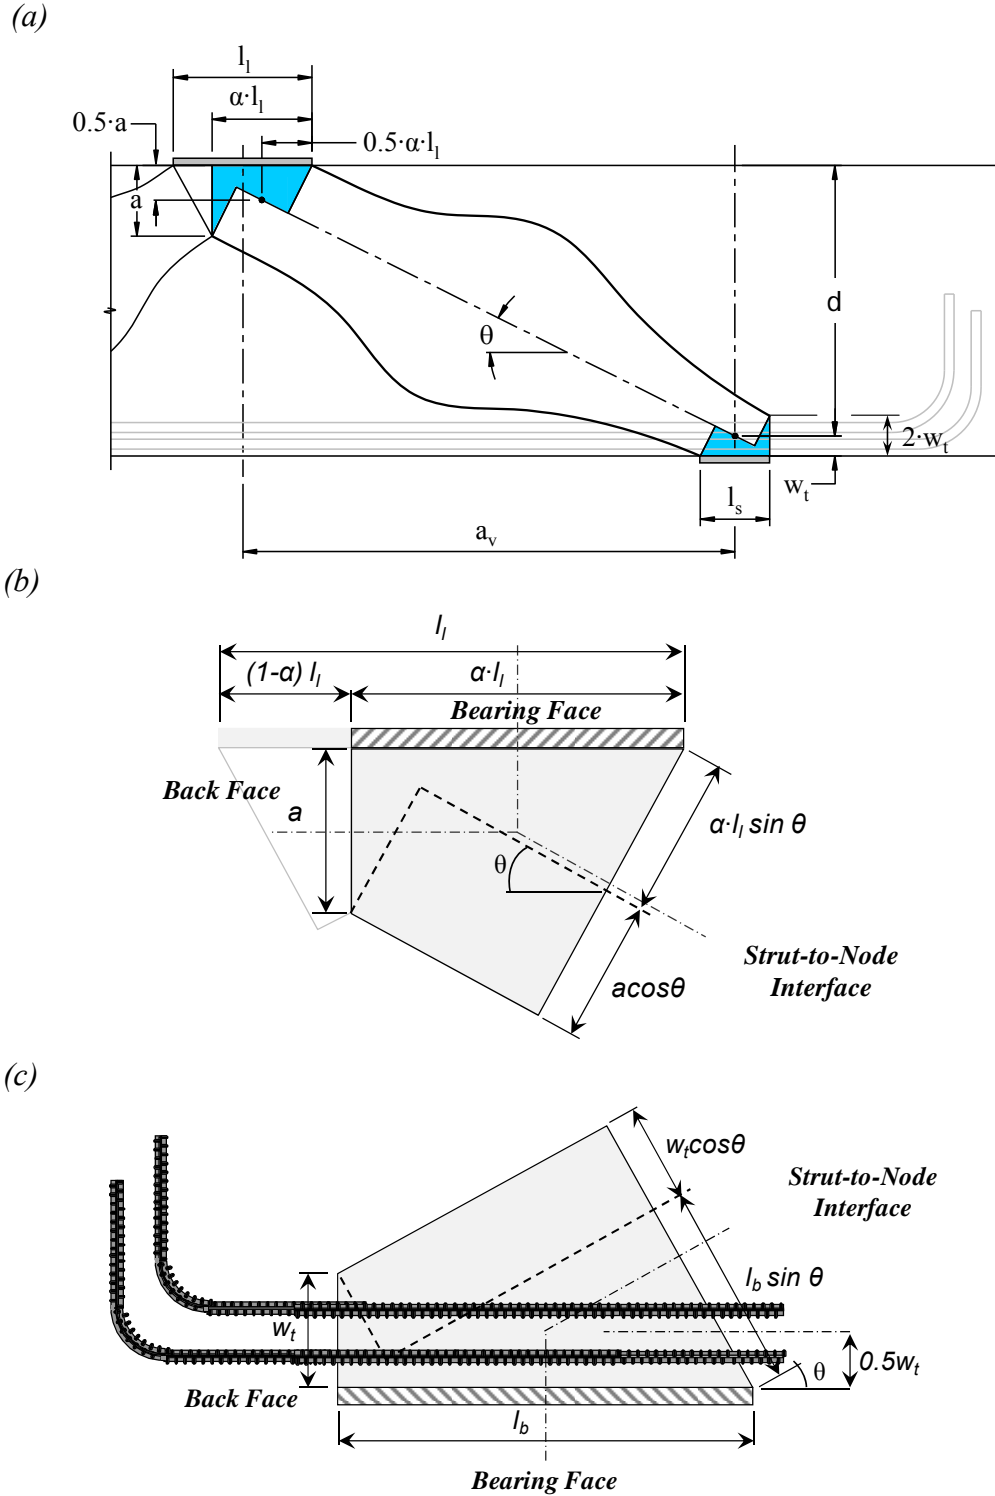 (a)
l_l
α·l_l
0.5·a
0.5·α·l_l
a
d
θ
2·w_t
w_t
l_s
a_v
(b)
l_l
(1-α) l_l
α·l_l
Bearing Face
Back Face
a
α·l_l sin θ
θ
Strut-to-Node
Interface
acosθ
(c)
w_tcosθ
Strut-to-Node
Interface
l_b sin θ
w_t
0.5w_t
θ
Back Face
l_b
Bearing Face